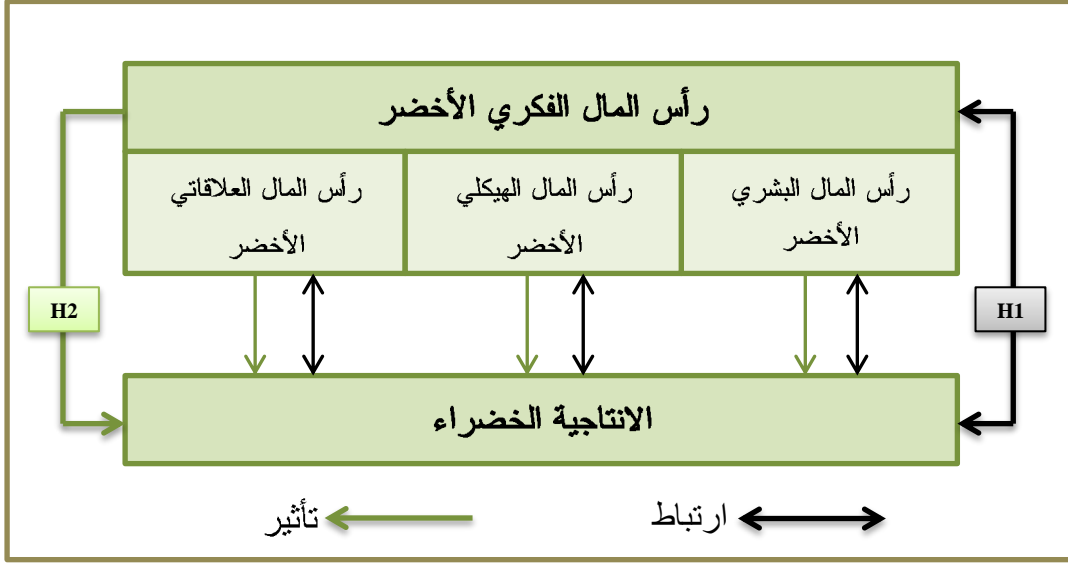 رأس المال الفكري الأخضر
رأس المال البشري
الأخضر
رأس المال الهيكلي
الأخضر
رأس المال العلاقاتي
الأخضر
H1
H2
الانتاجية الخضراء
ارتباط
تأثير